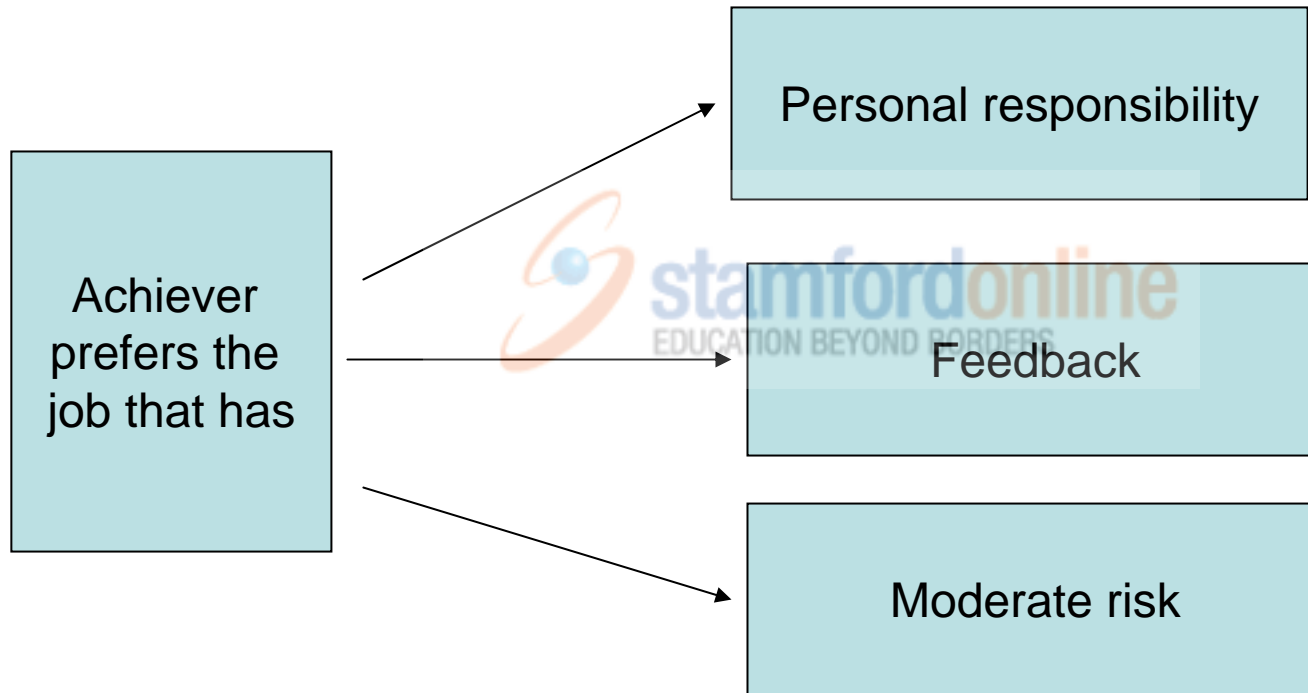 Personal responsibility
Achiever
prefers the
job that has
stamfordonline
EDUCATION BEYOND BORDERS
Feedback
Moderate risk